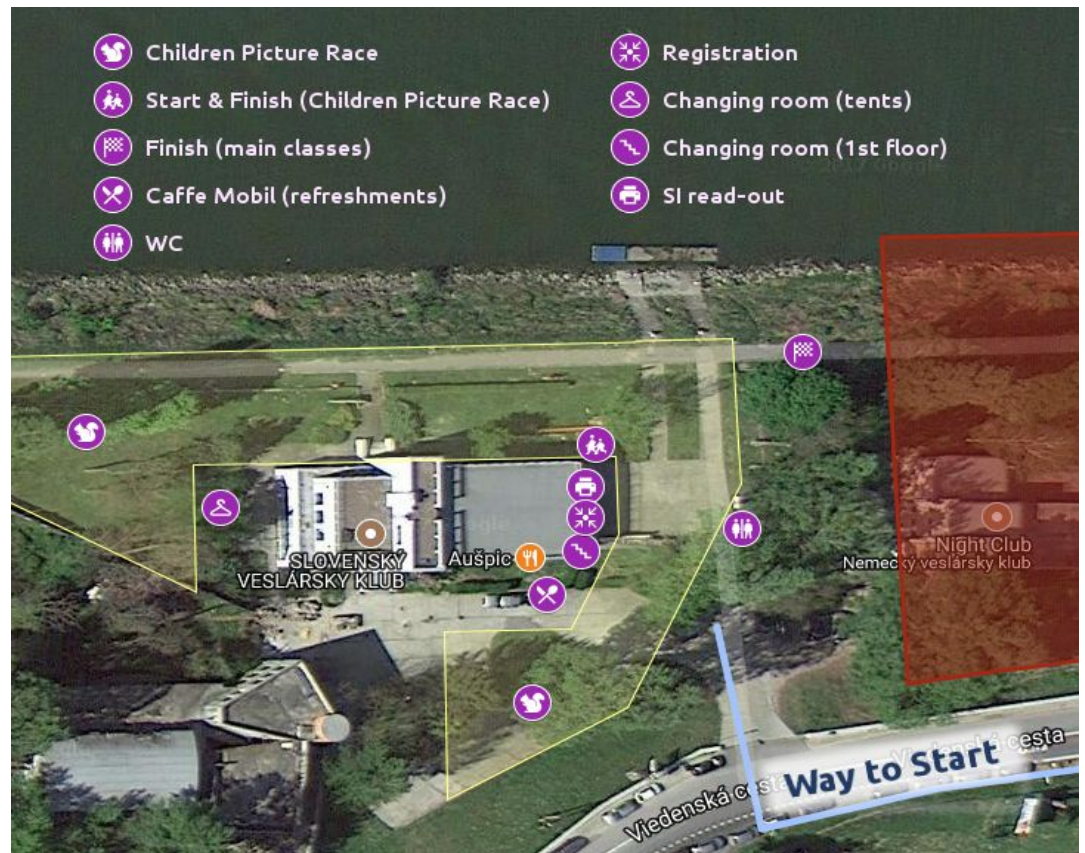 Children Picture Race
Start & Finish (Children Picture Race)
Finish (main classes)
Caffe Mobil (refreshments)
WC
Registration
Changing room (tents)
Changing room (1st floor)
SI read-out
SLOVENSKÝ
VESLÁRSKY KLUB
Aušpic
Night Club
Nemecký veslársky klub
Viedenská cesta
Viedenská cesta
Way to Start